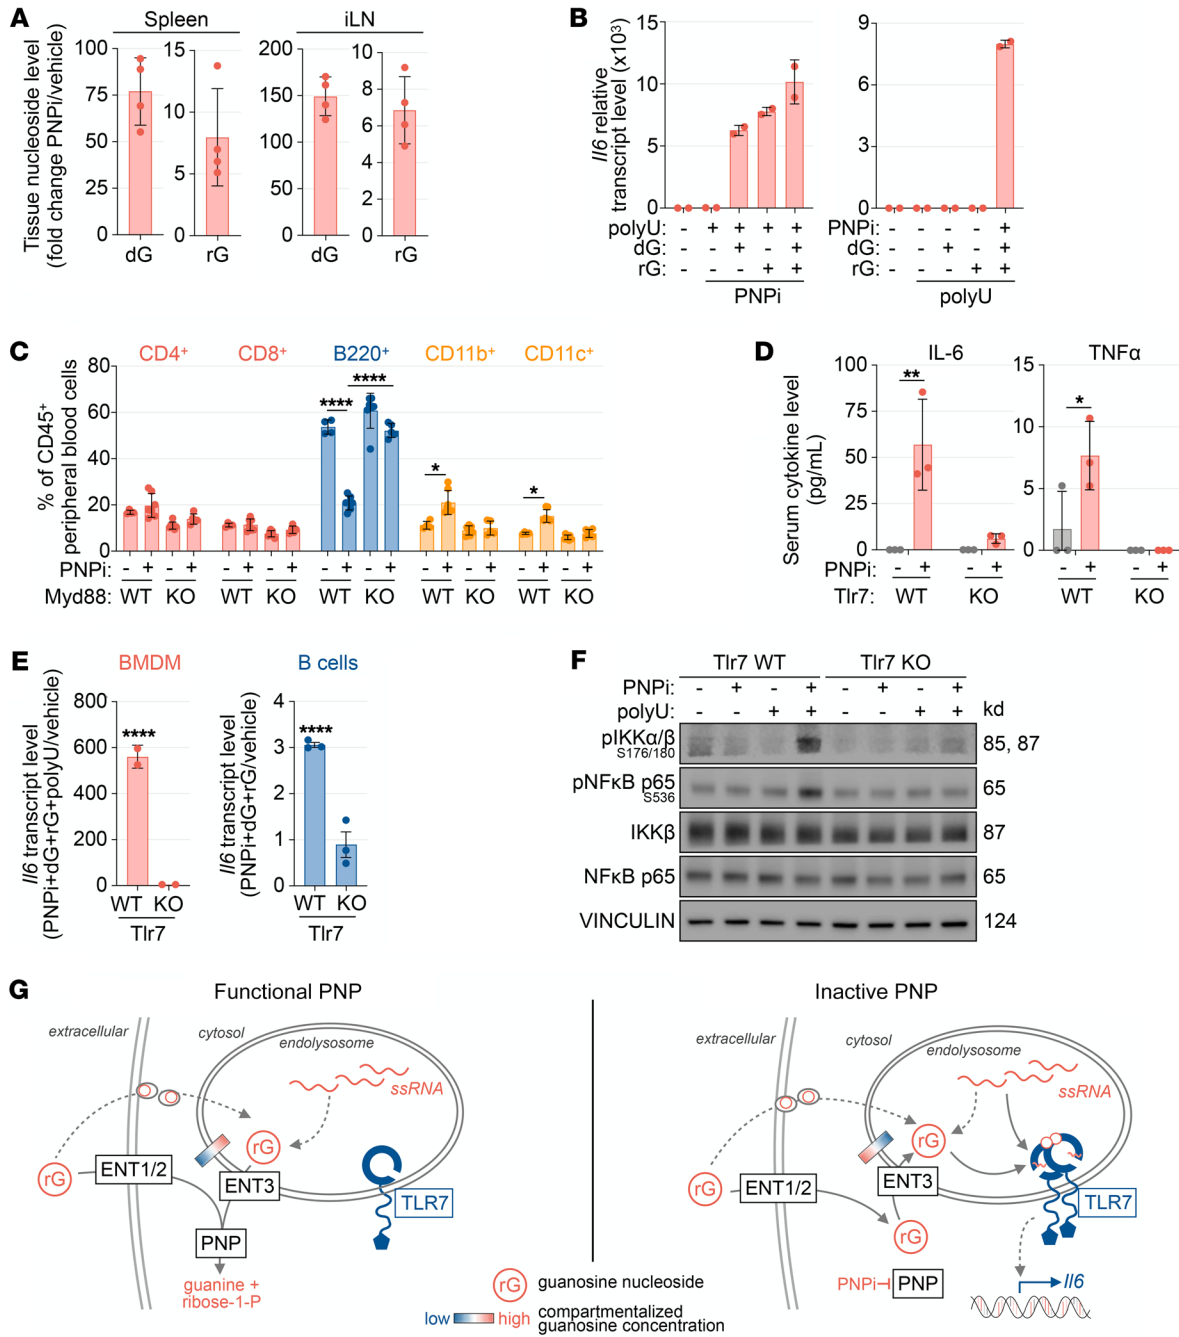 A
Spleen
iLN
Tissue nucleoside level
(fold change PNPi/vehicle)
100
75
50
25
0
dG
15
10
5
0
rG
200
150
100
50
0
dG
10
8
6
4
2
0
rG
B
Il6 relative
transcript level (x10³)
15
10
5
0
polyU: - + + + +
dG: - - + - +
rG: - - - + +
PNPi
9
6
3
0
PNPi: - - - - +
dG: - - + - +
rG: - - - + +
polyU
C
% of CD45⁺
peripheral blood cells
CD4⁺ CD8⁺ B220⁺ CD11b⁺ CD11c⁺
80
60
40
20
0
**** ****
* *
PNPi: - + - + - + - + - + - + - + - + - + - +
Myd88: WT KO WT KO WT KO WT KO WT KO
D
Serum cytokine level
(pg/mL)
IL-6
100
75
50
25
0
**
TNFα
15
10
5
0
*
PNPi: - + - + - + - +
Tlr7: WT KO WT KO
E
BMDM
Il6 transcript level
(PNPi+dG+rG+polyU/vehicle)
800
600
400
200
0
****
WT KO
Tlr7
B cells
Il6 transcript level
(PNPi+dG+rG/vehicle)
4
3
2
1
0
****
WT KO
Tlr7
F
Tlr7 WT Tlr7 KO
PNPi: - + - + - + - +
polyU: - - + + - - + + kd
pIKKα/β
S176/180
85, 87
pNFκB p65
S536
65
IKKβ 87
NFκB p65 65
VINCULIN 124
G
Functional PNP
extracellular
cytosol
endolysosome
ssRNA
rG
rG
ENT1/2
ENT3
TLR7
PNP
guanine +
ribose-1-P
Inactive PNP
extracellular
cytosol
endolysosome
ssRNA
rG
rG
ENT1/2
ENT3
TLR7
rG
PNPi
PNP
Il6
rG guanosine nucleoside
low high compartmentalized
guanosine concentration